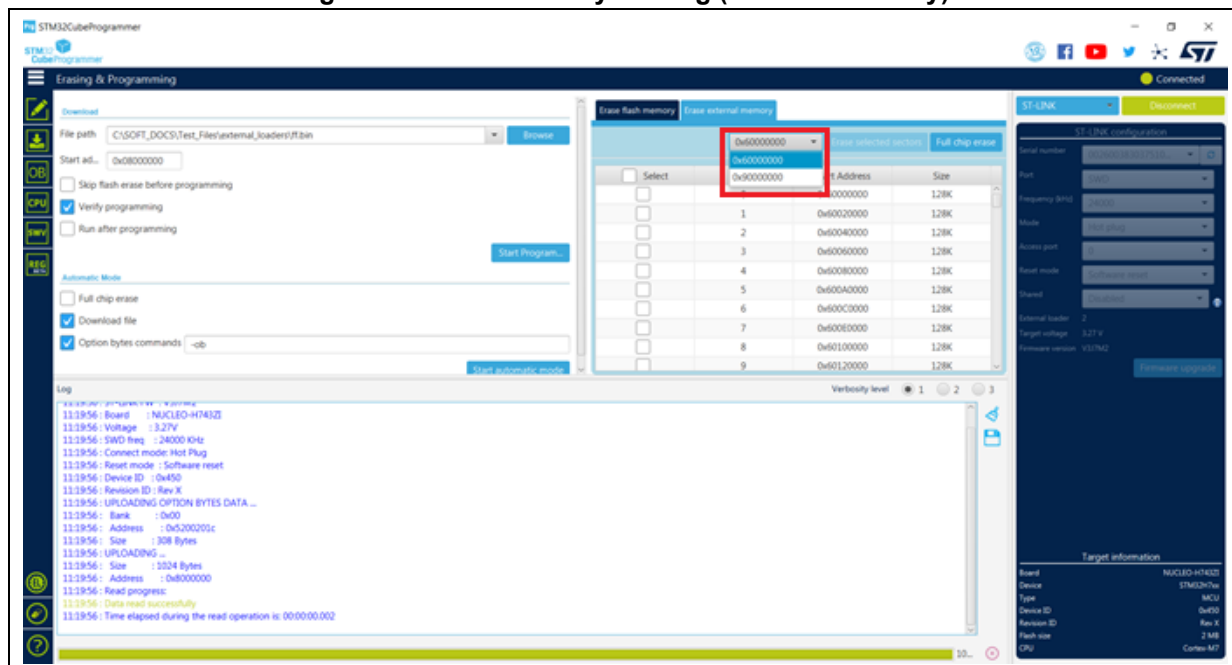 STM32CubeProgrammer
STM32
CubeProgrammer
Erasing & Programming
Connected
Download
File path C:\SOFT_DOCS\Test_Files\external_loaders\ff.bin Browse
Start ad... 0x08000000
Skip flash erase before programming
Verify programming
Run after programming
Start Program...
Automatic Mode
Full chip erase
Download file
Option bytes commands -ob
Start automatic mode
Erase flash memory Erase external memory
0x60000000 Erase selected sectors Full chip erase
0x60000000
0x90000000
Select t Address Size
0x60000000 128K
1 0x60020000 128K
2 0x60040000 128K
3 0x60060000 128K
4 0x60080000 128K
5 0x600A0000 128K
6 0x600C0000 128K
7 0x600E0000 128K
8 0x60100000 128K
9 0x60120000 128K
Log Verbosity level 1 2 3
11:19:56 : Board : NUCLEO-H743ZI
11:19:56 : Voltage : 3.27V
11:19:56 : SWD freq : 24000 KHz
11:19:56 : Connect mode: Hot Plug
11:19:56 : Reset mode : Software reset
11:19:56 : Device ID : 0x450
11:19:56 : Revision ID : Rev X
11:19:56 : UPLOADING OPTION BYTES DATA ...
11:19:56 : Bank : 0x00
11:19:56 : Address : 0x5200201c
11:19:56 : Size : 308 Bytes
11:19:56 : UPLOADING ...
11:19:56 : Size : 1024 Bytes
11:19:56 : Address : 0x8000000
11:19:56 : Read progress:
11:19:56 : Data read successfully
11:19:56 : Time elapsed during the read operation is: 00:00:00.002
10...
ST-LINK Disconnect
ST-LINK configuration
Serial number
Port SWD
Frequency (kHz) 24000
Mode Hot plug
Access port 0
Reset mode Software reset
Shared Disabled
External loader 2
Target voltage 3.27 V
Firmware version V3J7M2
Firmware upgrade
Target information
Board NUCLEO-H743ZI
Device STM32H7xx
Type MCU
Device ID 0x450
Revision ID Rev X
Flash size 2 MB
CPU Cortex-M7
OB
CPU
SWV
REG